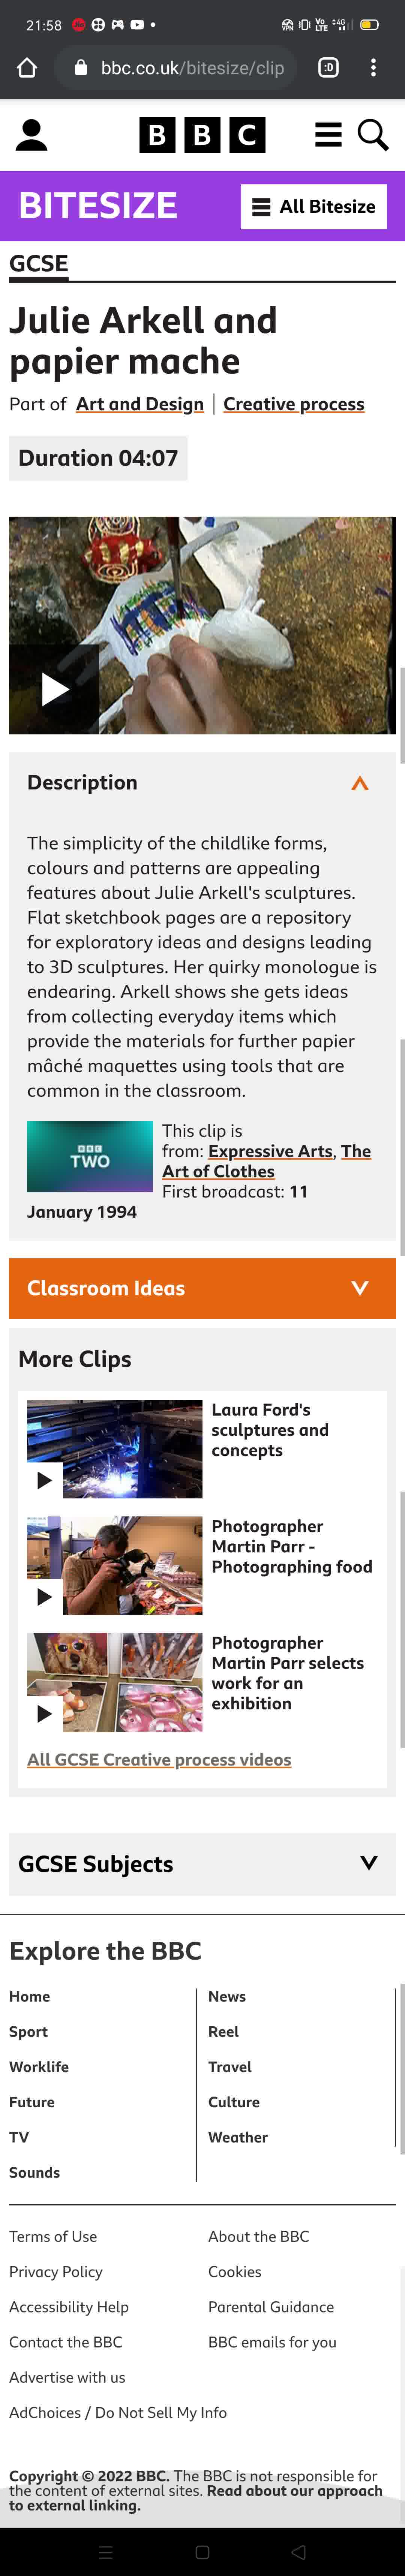 21:58
VPN
Vo
LTE
4G
bbc.co.uk/bitesize/clip
:D
BBC
BITESIZE
All Bitesize
GCSE
Julie Arkell and
papier mache
Part of Art and Design | Creative process
Duration 04:07
Description
The simplicity of the childlike forms,
colours and patterns are appealing
features about Julie Arkell's sculptures.
Flat sketchbook pages are a repository
for exploratory ideas and designs leading
to 3D sculptures. Her quirky monologue is
endearing. Arkell shows she gets ideas
from collecting everyday items which
provide the materials for further papier
mâché maquettes using tools that are
common in the classroom.
BBC
TWO
This clip is
from: Expressive Arts, The
Art of Clothes
First broadcast: 11
January 1994
Classroom Ideas
More Clips
Laura Ford's
sculptures and
concepts
Photographer
Martin Parr -
Photographing food
Photographer
Martin Parr selects
work for an
exhibition
All GCSE Creative process videos
GCSE Subjects
Explore the BBC
Home
News
Sport
Reel
Worklife
Travel
Future
Culture
TV
Weather
Sounds
Terms of Use
About the BBC
Privacy Policy
Cookies
Accessibility Help
Parental Guidance
Contact the BBC
BBC emails for you
Advertise with us
AdChoices / Do Not Sell My Info
Copyright © 2022 BBC. The BBC is not responsible for
the content of external sites. Read about our approach
to external linking.